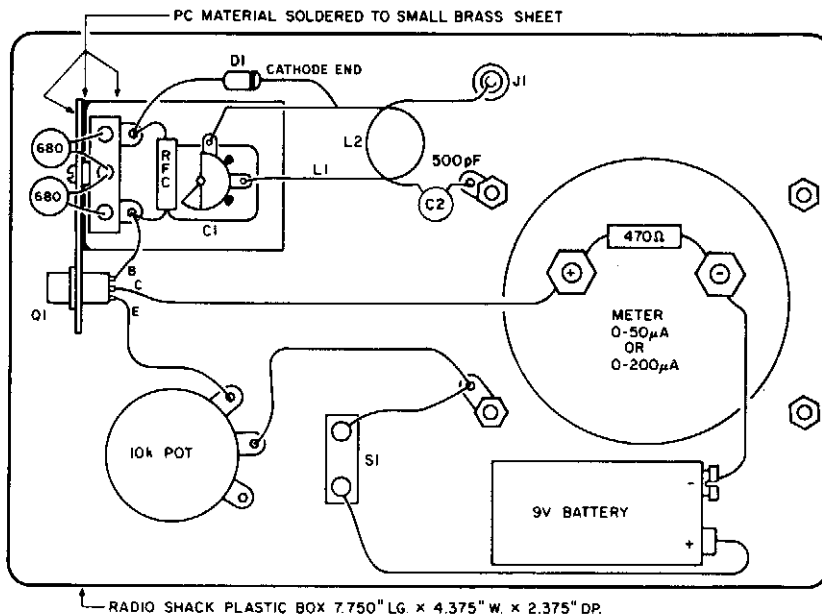 PC MATERIAL SOLDERED TO SMALL BRASS SHEET
D1
CATHODE END
J1
L2
680
680
RFC
L1
500pF
C2
C1
B
C
E
Q1
470Ω
+
-
METER
0-50µA
OR
0-200µA
10k POT
S1
9V BATTERY
-
+
RADIO SHACK PLASTIC BOX 7.750" LG. × 4.375" W. × 2.375" DP.